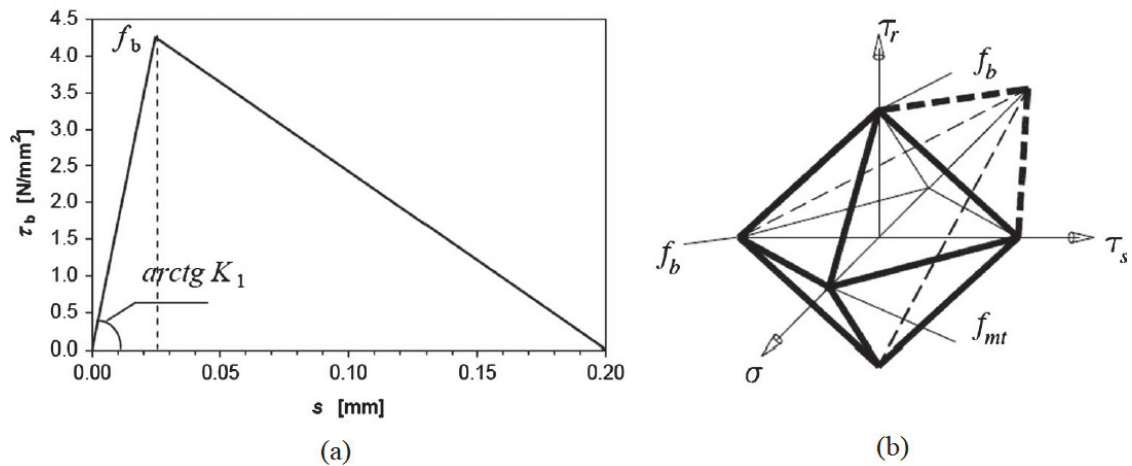 4.5
4.0
3.5
3.0
2.5
2.0
1.5
1.0
0.5
0.0
τb [N/mm²]
fb
arctg K1
0.00 0.05 0.10 0.15 0.20
s [mm]
(a)
τr
fb
fb
τs
fmt
σ
(b)